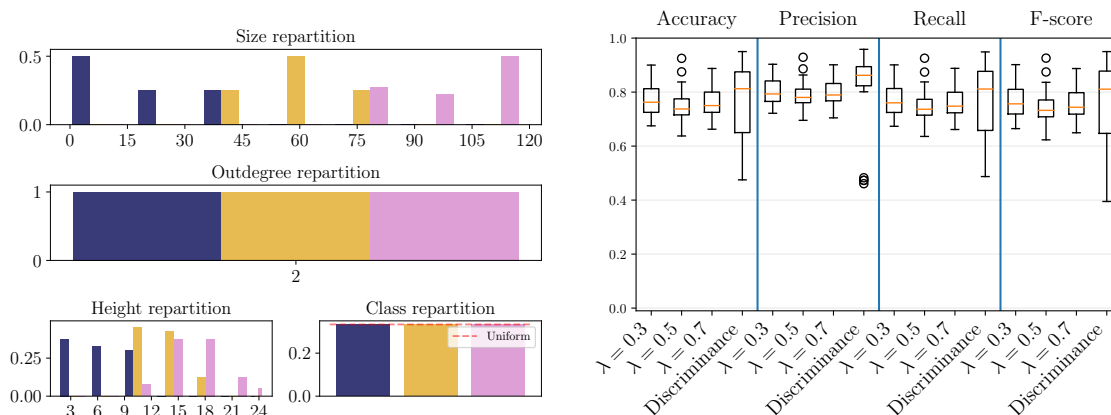 Size repartition
0.5
0.0
0 15 30 45 60 75 90 105 120
Outdegree repartition
1
0
2
Height repartition
0.25
0.00
3 6 9 12 15 18 21 24
Class repartition
0.2
0.0
Uniform
Accuracy Precision Recall F-score
1.0
0.8
0.6
0.4
0.2
0.0
λ = 0.3
λ = 0.5
λ = 0.7
Discriminance
λ = 0.3
λ = 0.5
λ = 0.7
Discriminance
λ = 0.3
λ = 0.5
λ = 0.7
Discriminance
λ = 0.3
λ = 0.5
λ = 0.7
Discriminance